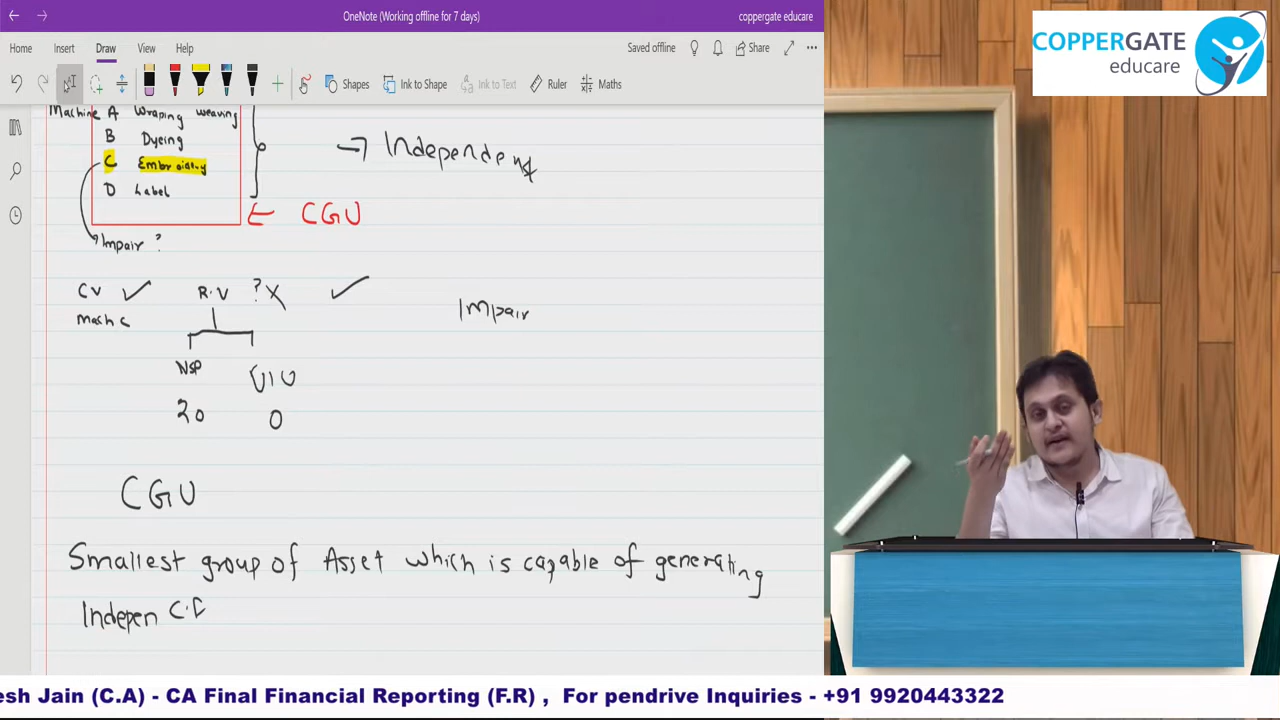 OneNote (Working offline for 7 days)
coppergate educare
Home Insert Draw View Help
Saved offline
Share
Shapes
Ink to Shape
Ink to Text
Ruler
Maths
COPPERGATE
educare
Machine A Wraping weaving
B Dyeing
C
D Label
Independent
CGU
Impair ?
CV R.V ?
Mach C
Impair
NSP VIU
20 0
CGU
Smallest group of Asset which is capable of generating
Indepen C.F
esh Jain (C.A) - CA Final Financial Reporting (F.R) , For pendrive Inquiries - +91 9920443322